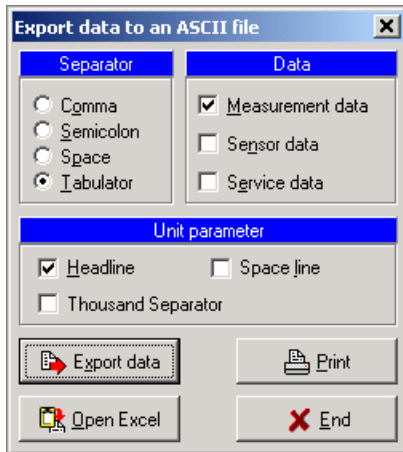 Export data to an ASCII file
Separator
Data
Comma
Semicolon
Space
Tabulator
Measurement data
Sensor data
Service data
Unit parameter
Headline
Space line
Thousand Separator
Export data
Print
Open Excel
End